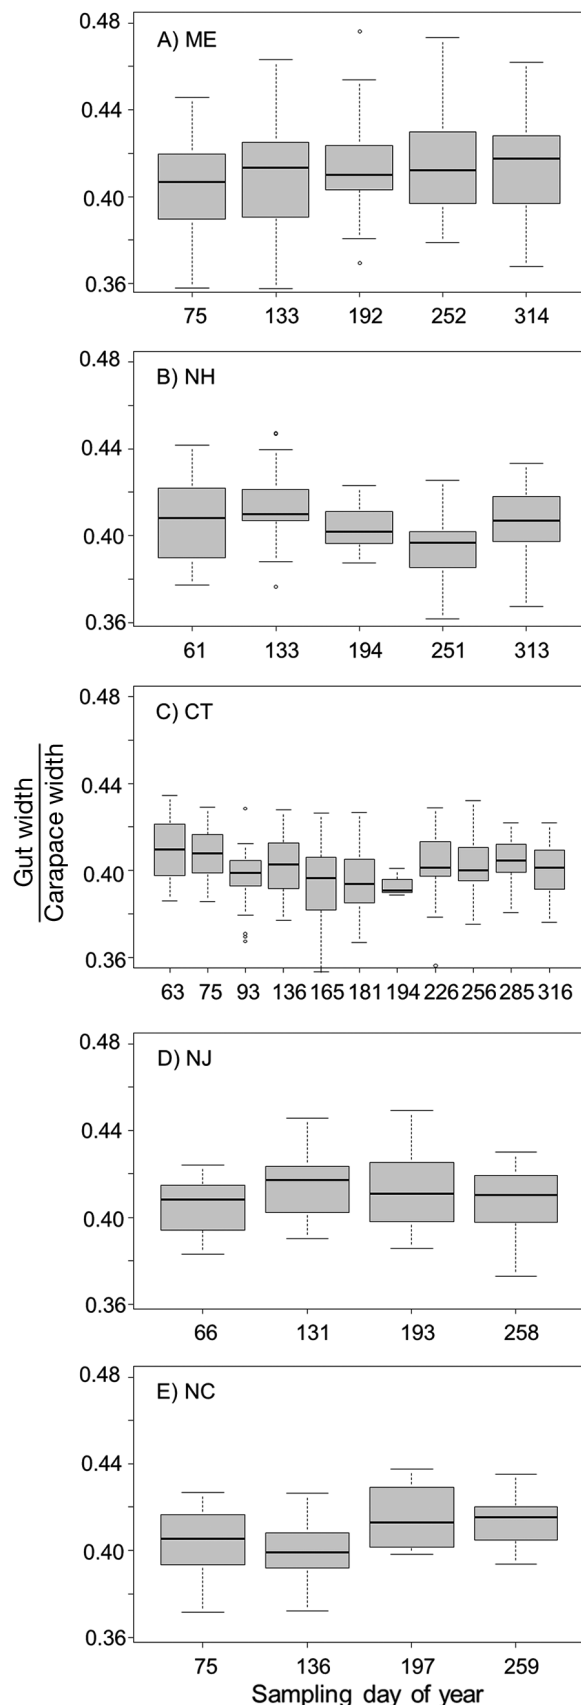 A) ME
0.48
0.44
0.40
0.36
75 133 192 252 314
B) NH
0.48
0.44
0.40
0.36
61 133 194 251 313
C) CT
0.48
0.44
0.40
0.36
63 75 93 136 165 181 194 226 256 285 316
Gut width
Carapace width
D) NJ
0.48
0.44
0.40
0.36
66 131 193 258
E) NC
0.48
0.44
0.40
0.36
75 136 197 259
Sampling day of year